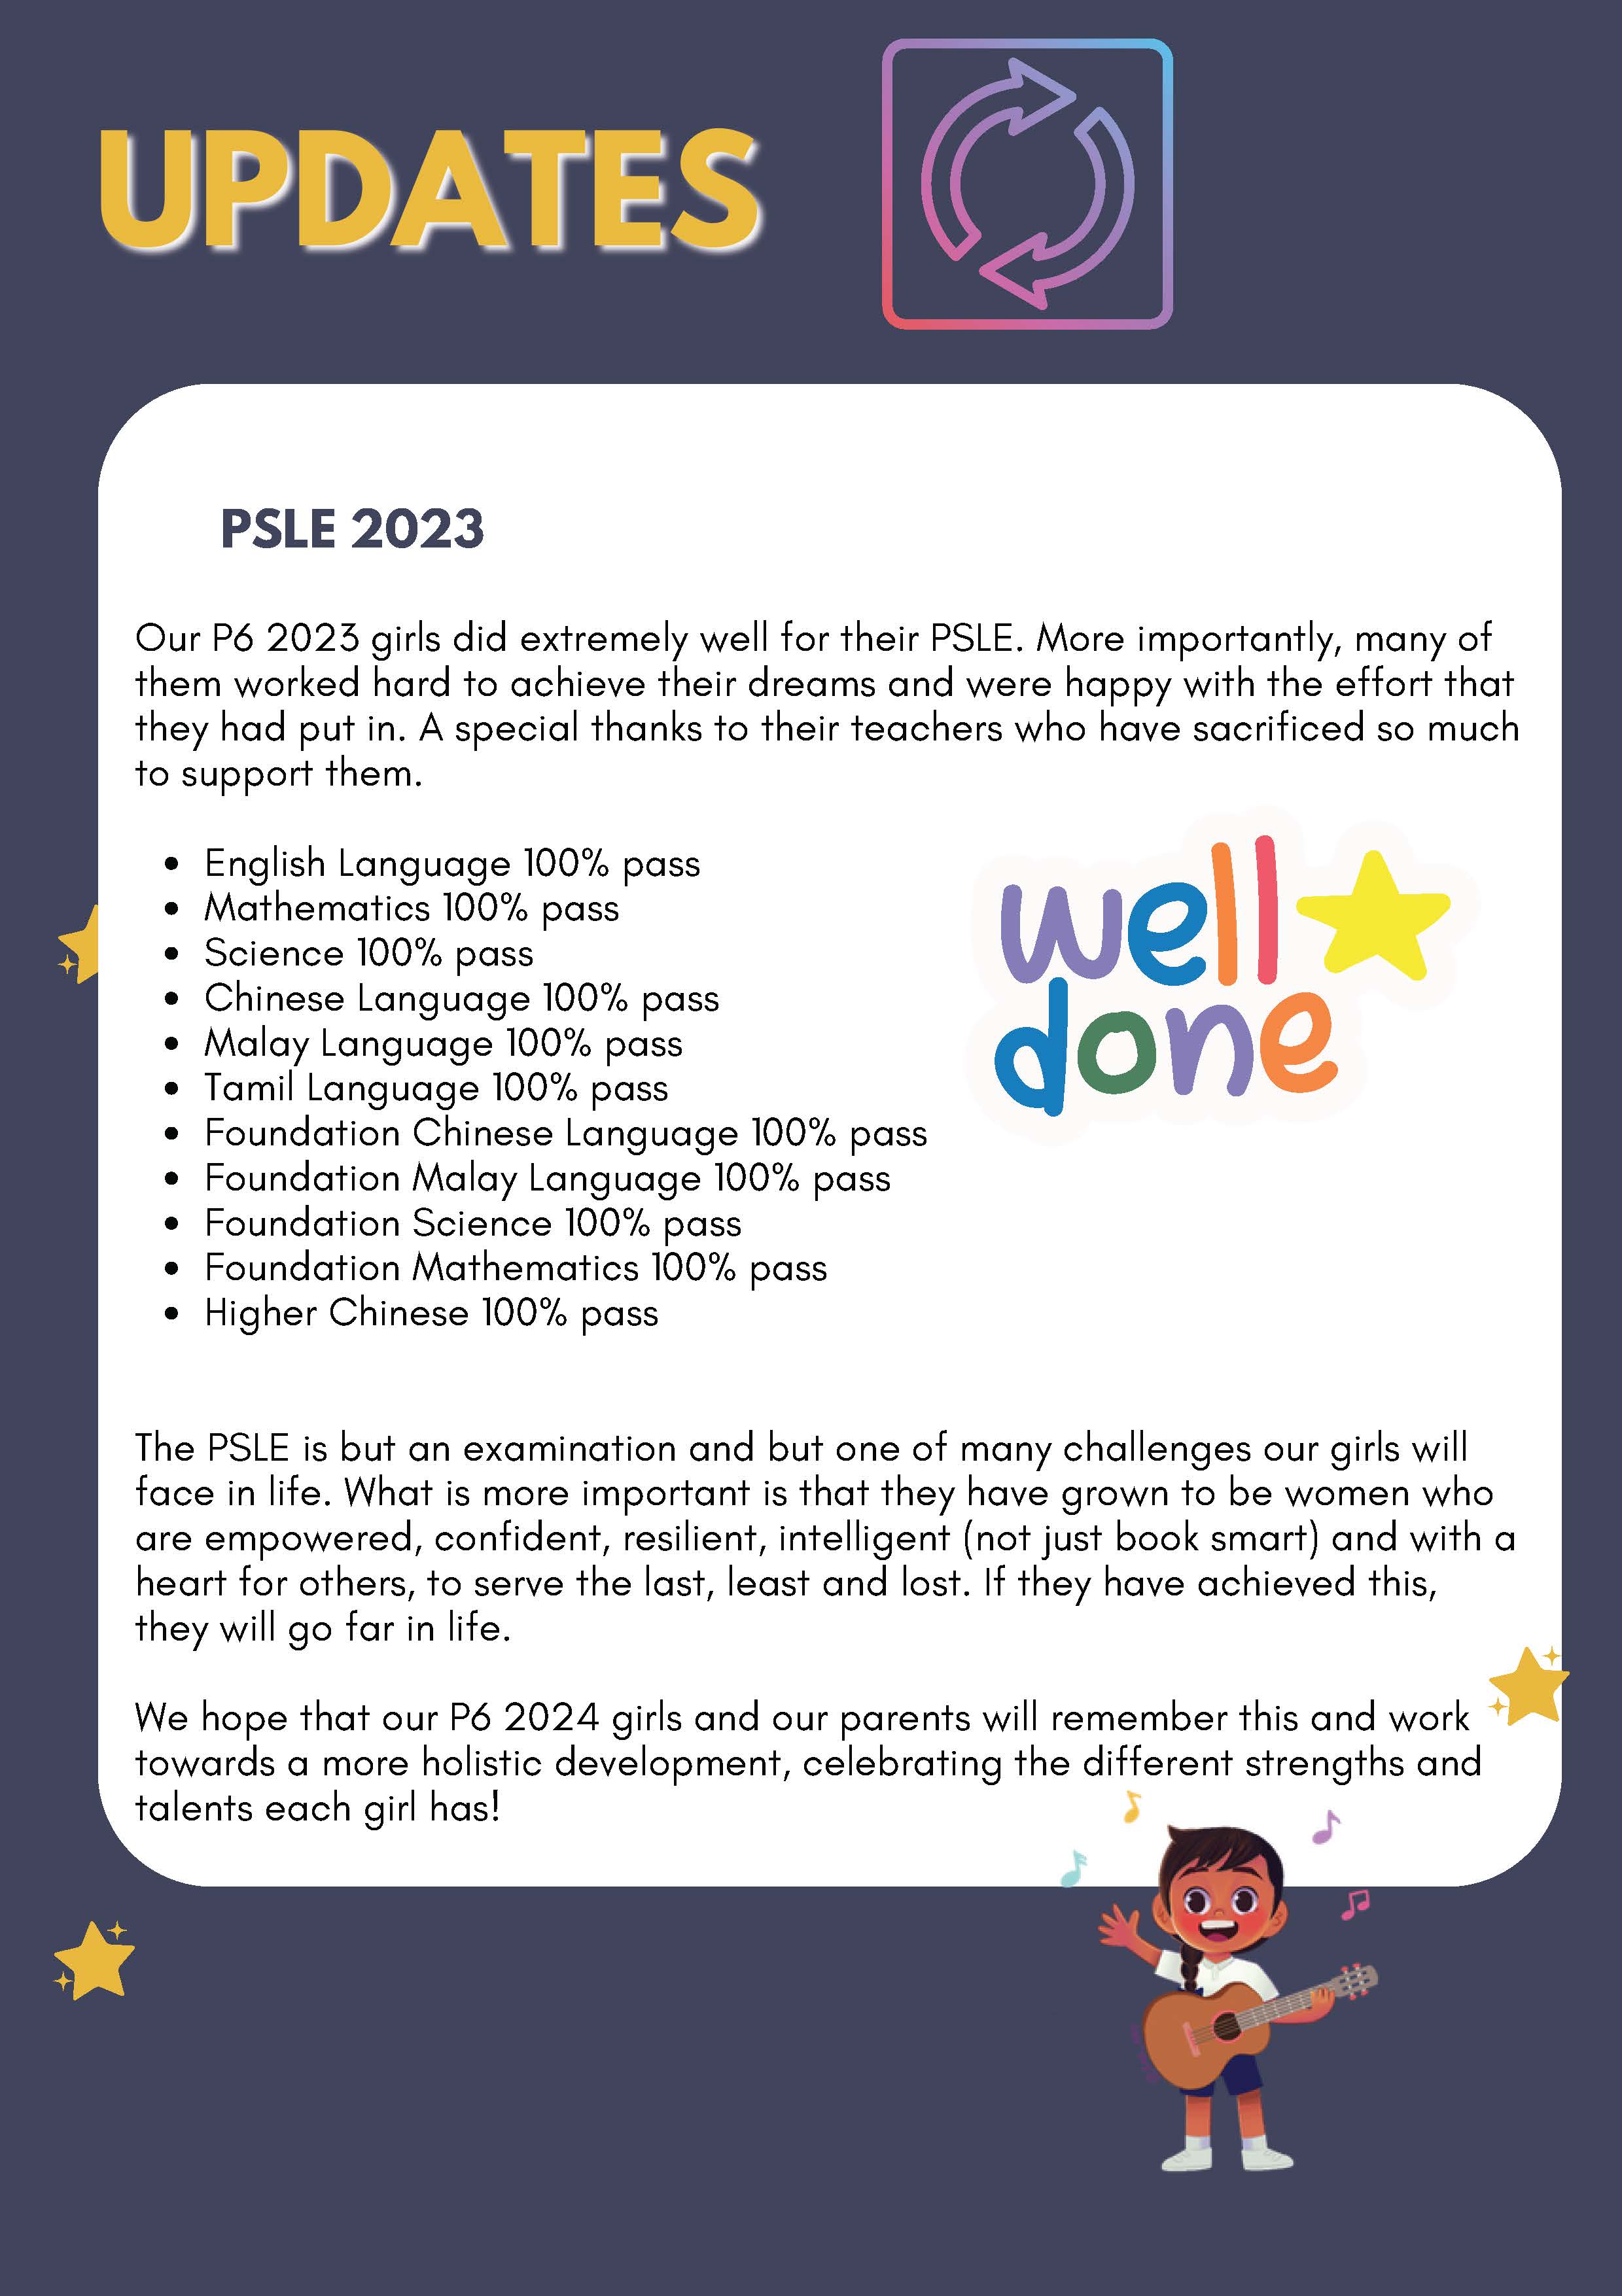 UPDATES
PSLE 2023
Our P6 2023 girls did extremely well for their PSLE. More importantly, many of
them worked hard to achieve their dreams and were happy with the effort that
they had put in. A special thanks to their teachers who have sacrificed so much
to support them.
• English Language 100% pass
• Mathematics 100% pass
• Science 100% pass
• Chinese Language 100% pass
• Malay Language 100% pass
• Tamil Language 100% pass
• Foundation Chinese Language 100% pass
• Foundation Malay Language 100% pass
• Foundation Science 100% pass
• Foundation Mathematics 100% pass
• Higher Chinese 100% pass
well
done
The PSLE is but an examination and but one of many challenges our girls will
face in life. What is more important is that they have grown to be women who
are empowered, confident, resilient, intelligent (not just book smart) and with a
heart for others, to serve the last, least and lost. If they have achieved this,
they will go far in life.
We hope that our P6 2024 girls and our parents will remember this and work
towards a more holistic development, celebrating the different strengths and
talents each girl has!